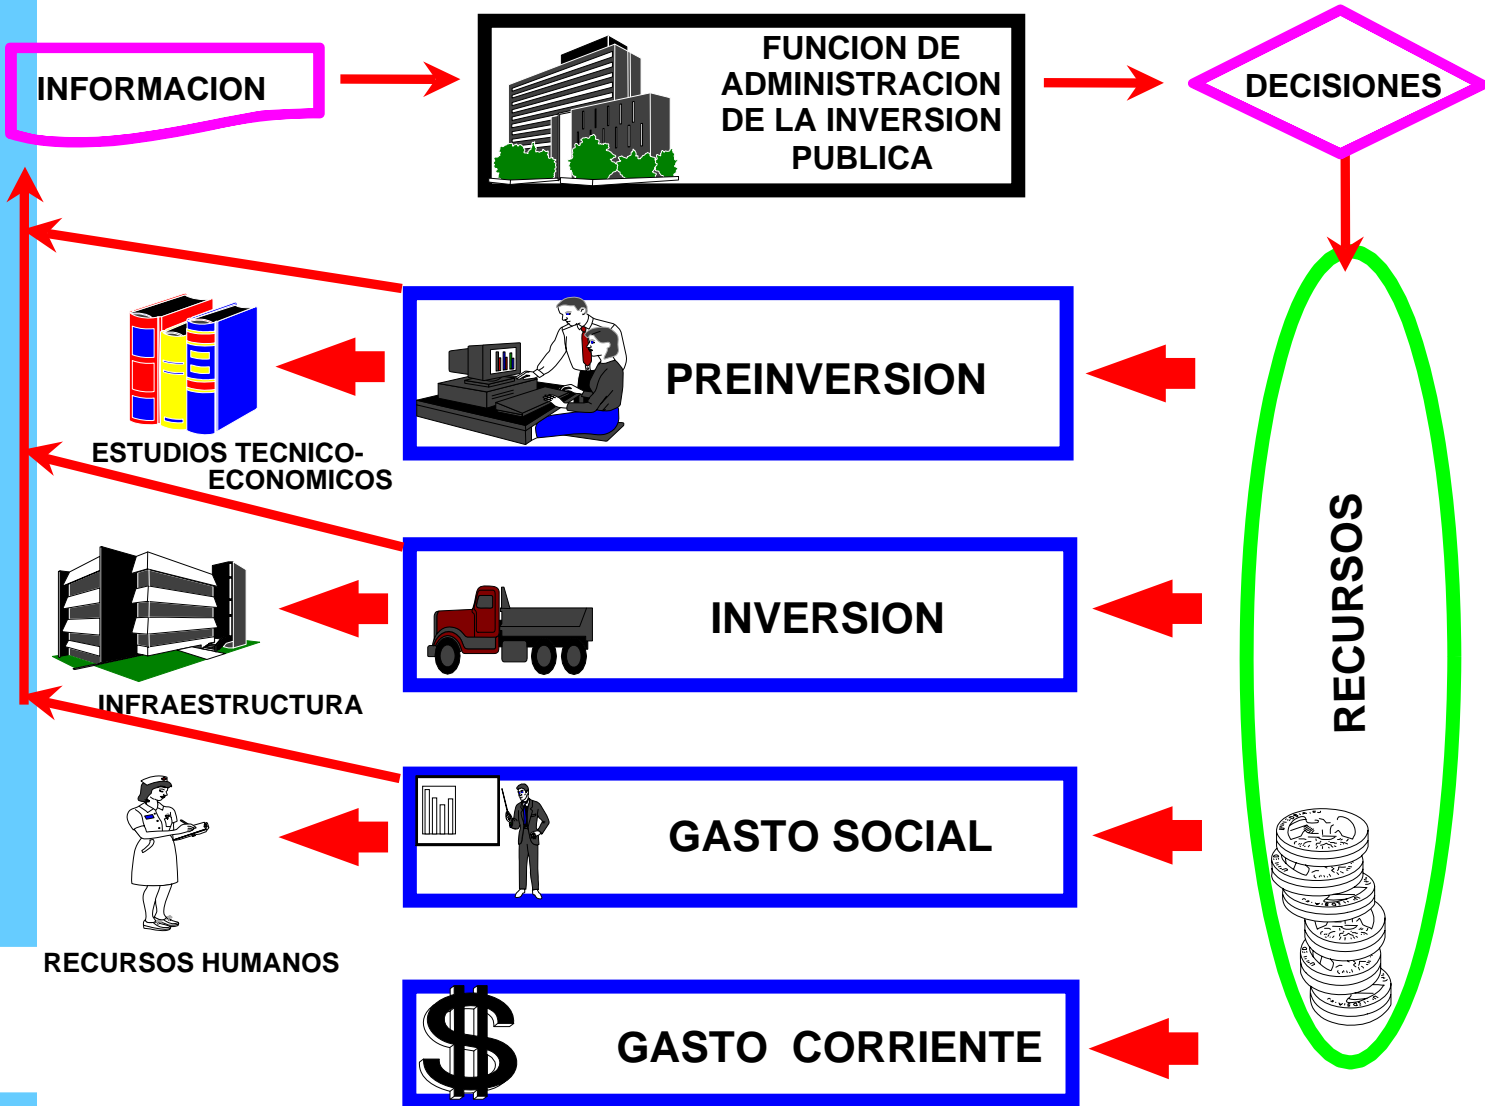 INFORMACION
FUNCION DE
ADMINISTRACION
DE LA INVERSION
PUBLICA
DECISIONES
PREINVERSION
ESTUDIOS TECNICO-
ECONOMICOS
INVERSION
INFRAESTRUCTURA
RECURSOS
GASTO SOCIAL
RECURSOS HUMANOS
$
GASTO CORRIENTE